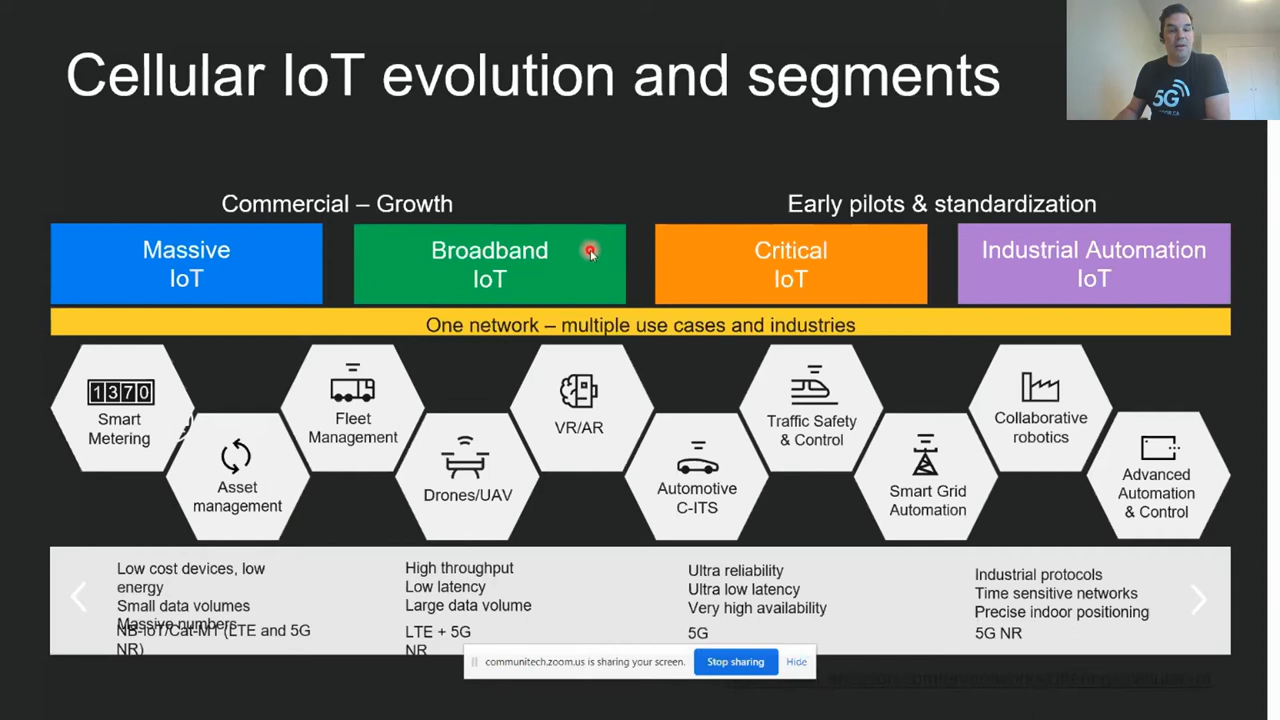 Cellular IoT evolution and segments
5G
Commercial – Growth
Early pilots & standardization
Massive
IoT
Broadband
IoT
Critical
IoT
Industrial Automation
IoT
One network – multiple use cases and industries
1370
Smart
Metering
Asset
management
Fleet
Management
Drones/UAV
VR/AR
Automotive
C-ITS
Traffic Safety
& Control
Smart Grid
Automation
Collaborative
robotics
Advanced
Automation
& Control
Low cost devices, low
energy
Small data volumes
Massive numbers
NB-IoT/Cat-M1 (LTE and 5G
NR)
High throughput
Low latency
Large data volume
LTE + 5G
NR
Ultra reliability
Ultra low latency
Very high availability
5G
Industrial protocols
Time sensitive networks
Precise indoor positioning
5G NR
communitech.zoom.us is sharing your screen.
Stop sharing
Hide